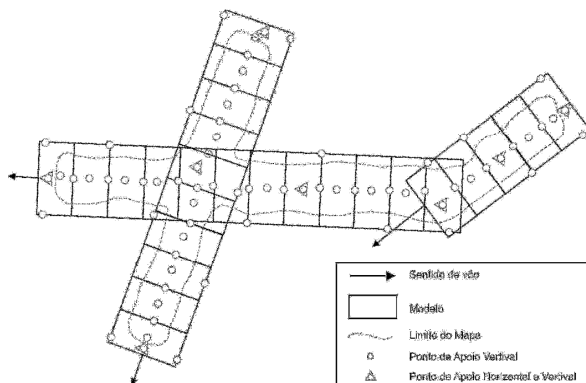 Sentido de vôo
Modelo
Limite do Mapa
Ponto de Apoio Vertical
Ponto de Apoio Horizontal e Vertical